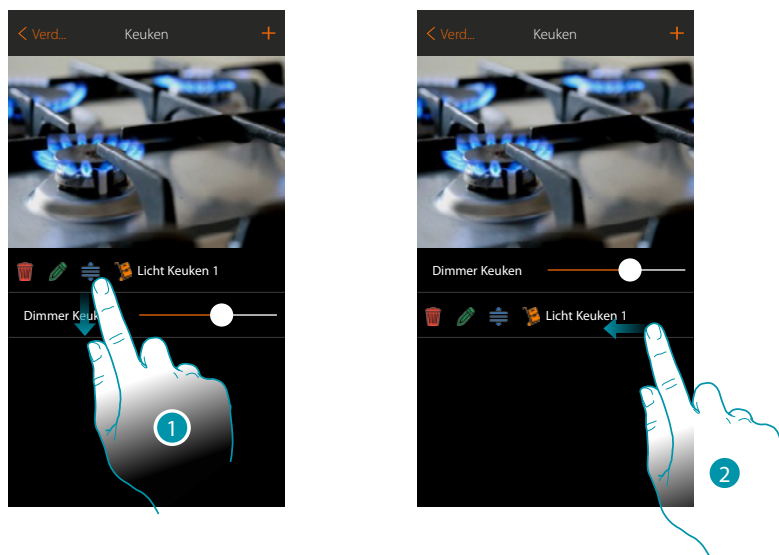 Verd... Keuken +
Licht Keuken 1
Dimmer Keuk
1
Verd... Keuken +
Dimmer Keuken
Licht Keuken 1
2